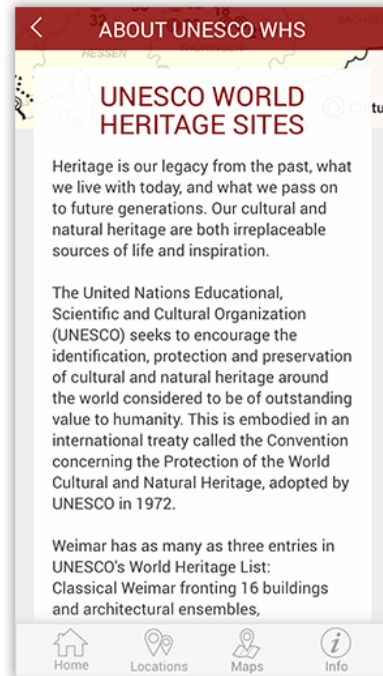 ABOUT UNESCO WHS
32
18
HESSEN
THÜRINGEN
SACHSEN
17
UNESCO WORLD
HERITAGE SITES
Heritage is our legacy from the past, what
we live with today, and what we pass on
to future generations. Our cultural and
natural heritage are both irreplaceable
sources of life and inspiration.
The United Nations Educational,
Scientific and Cultural Organization
(UNESCO) seeks to encourage the
identification, protection and preservation
of cultural and natural heritage around
the world considered to be of outstanding
value to humanity. This is embodied in an
international treaty called the Convention
concerning the Protection of the World
Cultural and Natural Heritage, adopted by
UNESCO in 1972.
Weimar has as many as three entries in
UNESCO's World Heritage List:
Classical Weimar fronting 16 buildings
and architectural ensembles,
Home
Locations
Maps
Info